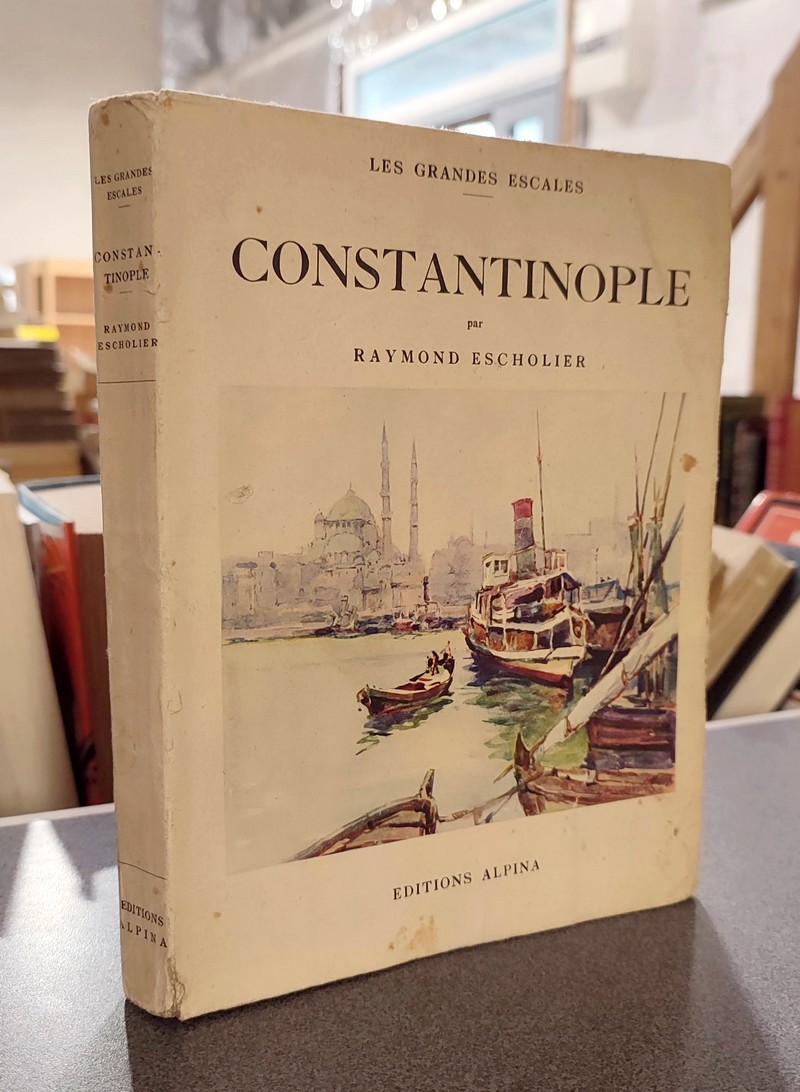 LES GRANDES
ESCALES
CONSTAN-
TINOPLE
RAYMOND
ESCHOLIER
EDITIONS
ALPINA
LES GRANDES ESCALES
CONSTANTINOPLE
par
RAYMOND ESCHOLIER
EDITIONS ALPINA